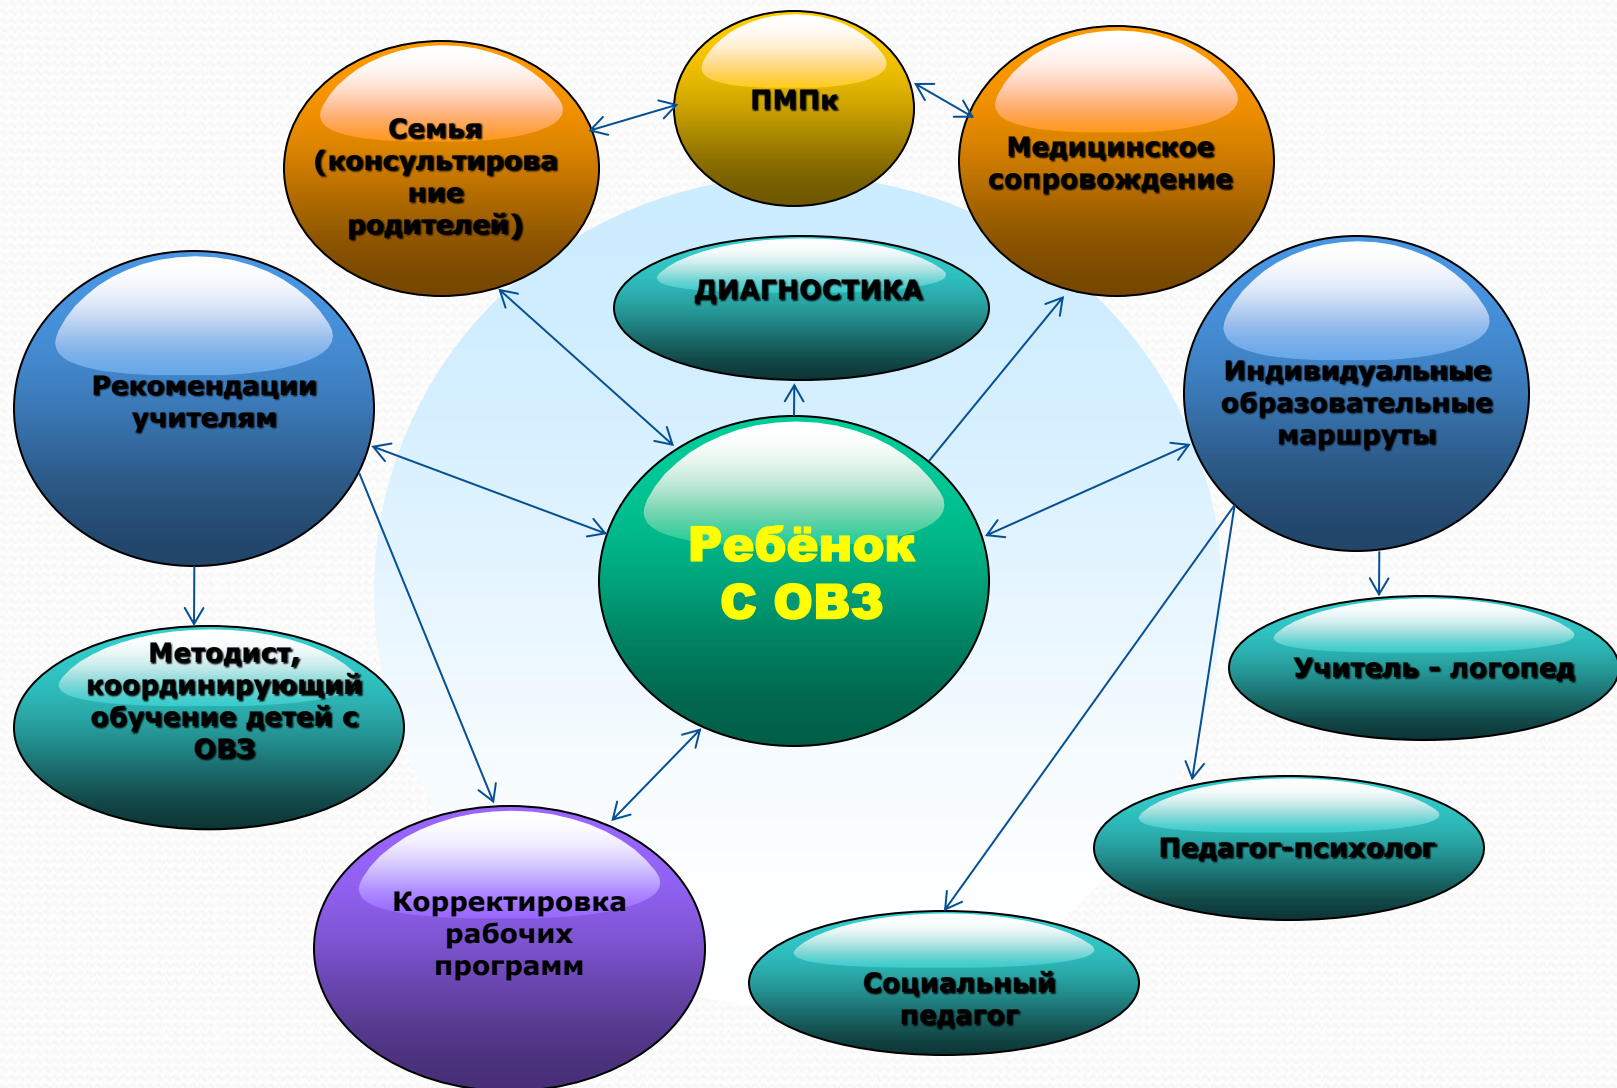 ПМПк
Семья
(консультирова
ние
родителей)
Медицинское
сопровождение
ДИАГНОСТИКА
Рекомендации
учителям
Индивидуальные
образовательные
маршруты
Ребёнок
С ОВЗ
Методист,
координирующий
обучение детей с
ОВЗ
Учитель - логопед
Педагог-психолог
Корректировка
рабочих
программ
Социальный
педагог